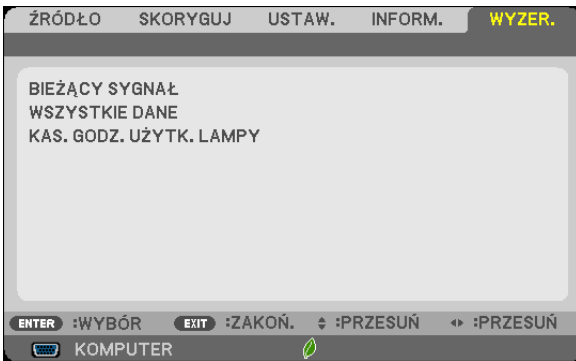 ŹRÓDŁO SKORYGUJ USTAW. INFORM. WYZER.
BIEŻĄCY SYGNAŁ
WSZYSTKIE DANE
KAS. GODZ. UŻYTK. LAMPY
ENTER :WYBÓR EXIT :ZAKOŃ. :PRZESUŃ :PRZESUŃ
KOMPUTER